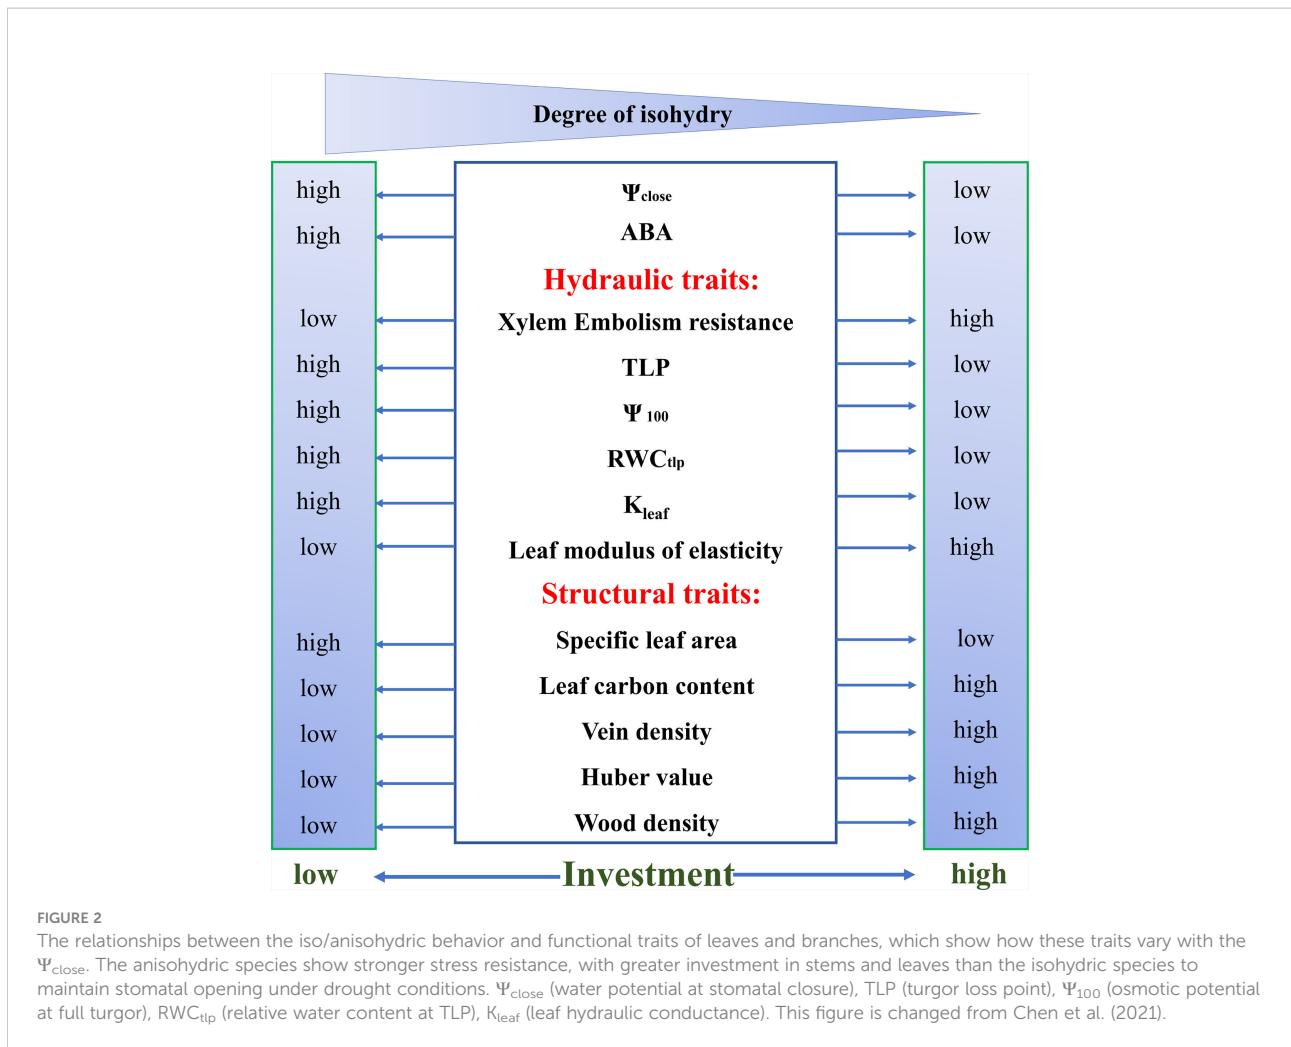 Degree of isohydry
high Ψclose low
high ABA low
Hydraulic traits:
low Xylem Embolism resistance high
high TLP low
high Ψ 100 low
high RWCtlp low
high Kleaf low
low Leaf modulus of elasticity high
Structural traits:
high Specific leaf area low
low Leaf carbon content high
low Vein density high
low Huber value high
low Wood density high
low Investment high
FIGURE 2
The relationships between the iso/anisohydric behavior and functional traits of leaves and branches, which show how these traits vary with the
Ψclose. The anisohydric species show stronger stress resistance, with greater investment in stems and leaves than the isohydric species to
maintain stomatal opening under drought conditions. Ψclose (water potential at stomatal closure), TLP (turgor loss point), Ψ100 (osmotic potential
at full turgor), RWCtlp (relative water content at TLP), Kleaf (leaf hydraulic conductance). This figure is changed from Chen et al. (2021).